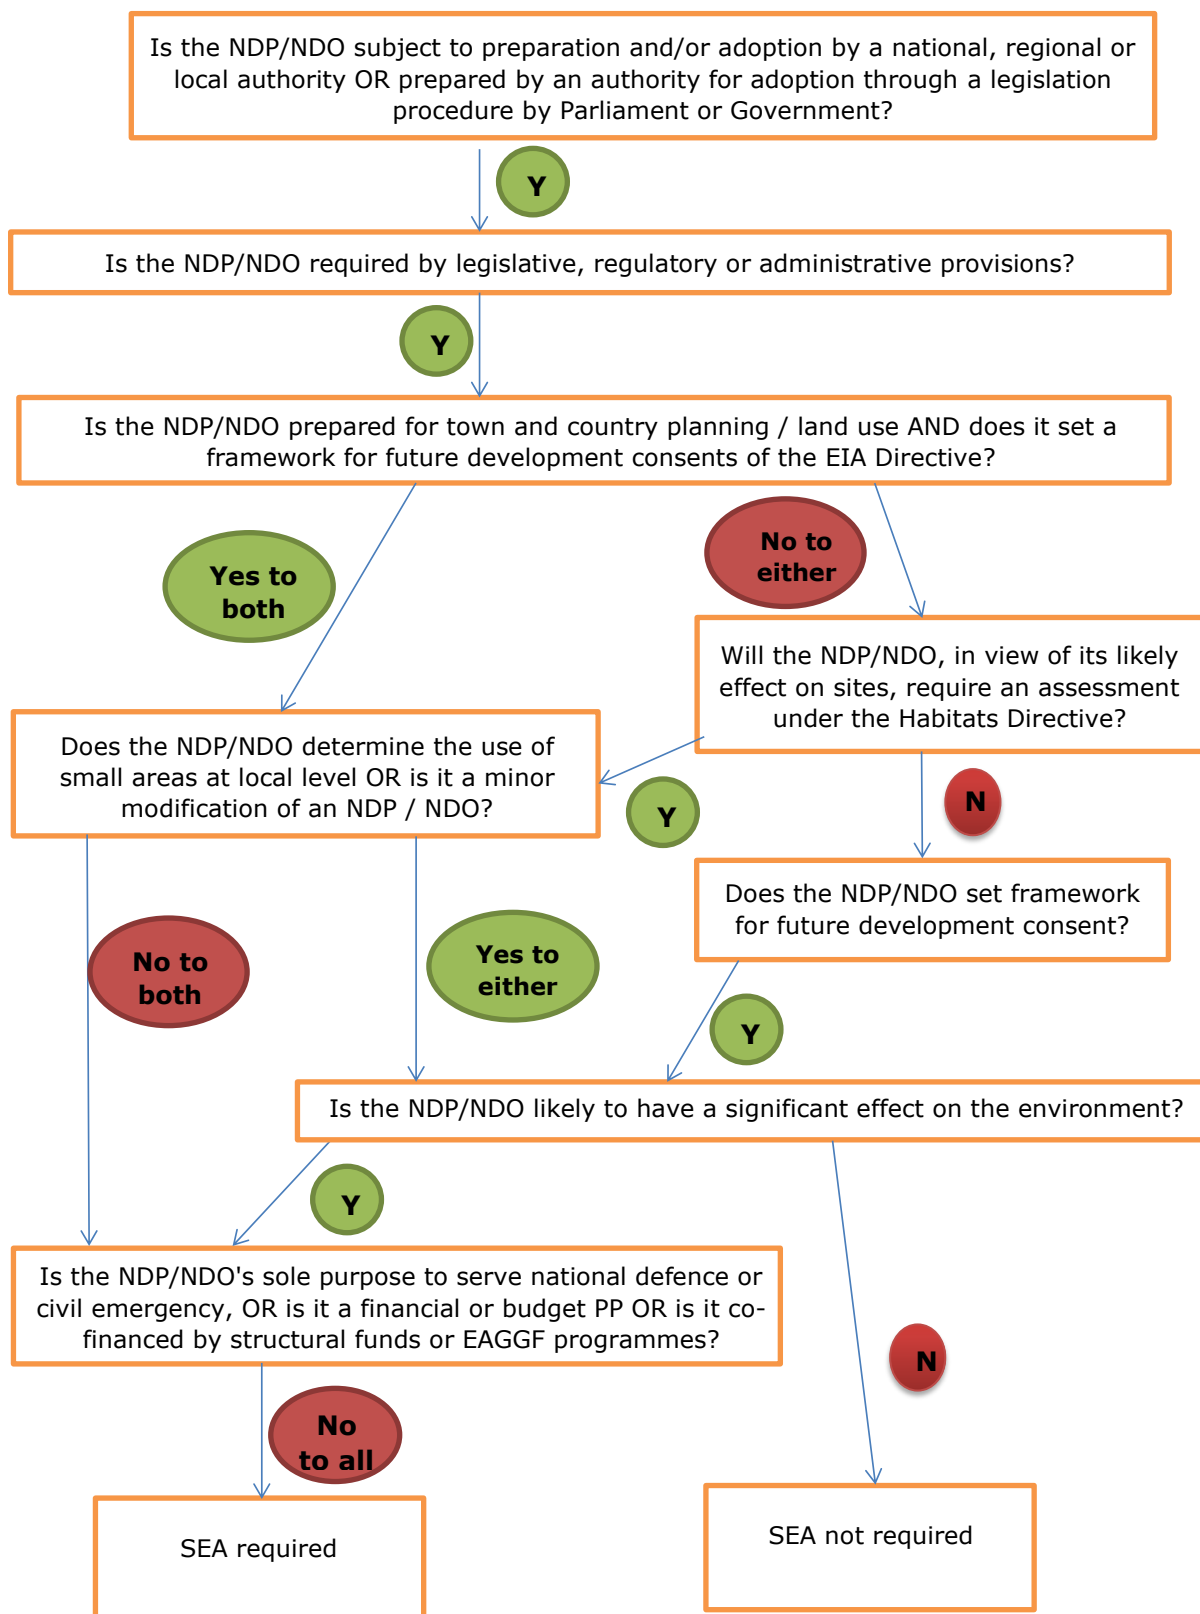 Is the NDP/NDO subject to preparation and/or adoption by a national, regional or
local authority OR prepared by an authority for adoption through a legislation
procedure by Parliament or Government?
Y
Is the NDP/NDO required by legislative, regulatory or administrative provisions?
Y
Is the NDP/NDO prepared for town and country planning / land use AND does it set a
framework for future development consents of the EIA Directive?
Yes to
both
No to
either
Will the NDP/NDO, in view of its likely
effect on sites, require an assessment
under the Habitats Directive?
Does the NDP/NDO determine the use of
small areas at local level OR is it a minor
modification of an NDP / NDO?
Y
N
Does the NDP/NDO set framework
for future development consent?
No to
both
Yes to
either
Y
Is the NDP/NDO likely to have a significant effect on the environment?
Y
Is the NDP/NDO's sole purpose to serve national defence or
civil emergency, OR is it a financial or budget PP OR is it co-
financed by structural funds or EAGGF programmes?
N
No
to all
SEA required
SEA not required